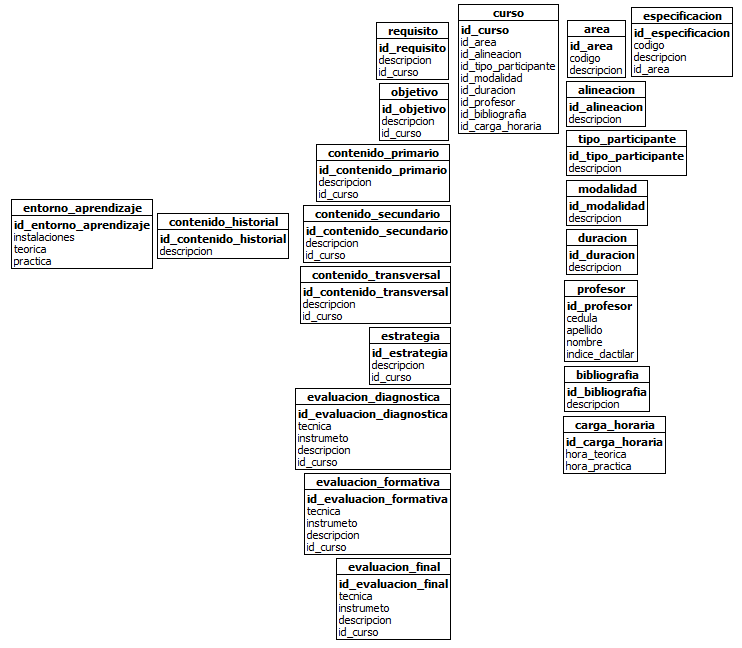 curso
id_curso
id_area
id_alineacion
id_tipo_participante
id_modalidad
id_duracion
id_profesor
id_bibliografia
id_carga_horaria
especificacion
id_especificacion
codigo
descripcion
id_area
area
id_area
codigo
descripcion
requisito
id_requisito
descripcion
id_curso
objetivo
id_objetivo
descripcion
id_curso
alineacion
id_alineacion
descripcion
tipo_participante
id_tipo_participante
descripcion
contenido_primario
id_contenido_primario
descripcion
id_curso
modalidad
id_modalidad
descripcion
entorno_aprendizaje
id_entorno_aprendizaje
instalaciones
teorica
practica
contenido_historial
id_contenido_historial
descripcion
contenido_secundario
id_contenido_secundario
descripcion
id_curso
duracion
id_duracion
descripcion
contenido_transversal
id_contenido_transversal
descripcion
id_curso
profesor
id_profesor
cedula
apellido
nombre
indice_dactilar
estrategia
id_estrategia
descripcion
id_curso
bibliografia
id_bibliografia
descripcion
evaluacion_diagnostica
id_evaluacion_diagnostica
tecnica
instrumeto
descripcion
id_curso
carga_horaria
id_carga_horaria
hora_teorica
hora_practica
evaluacion_formativa
id_evaluacion_formativa
tecnica
instrumeto
descripcion
id_curso
evaluacion_final
id_evaluacion_final
tecnica
instrumeto
descripcion
id_curso